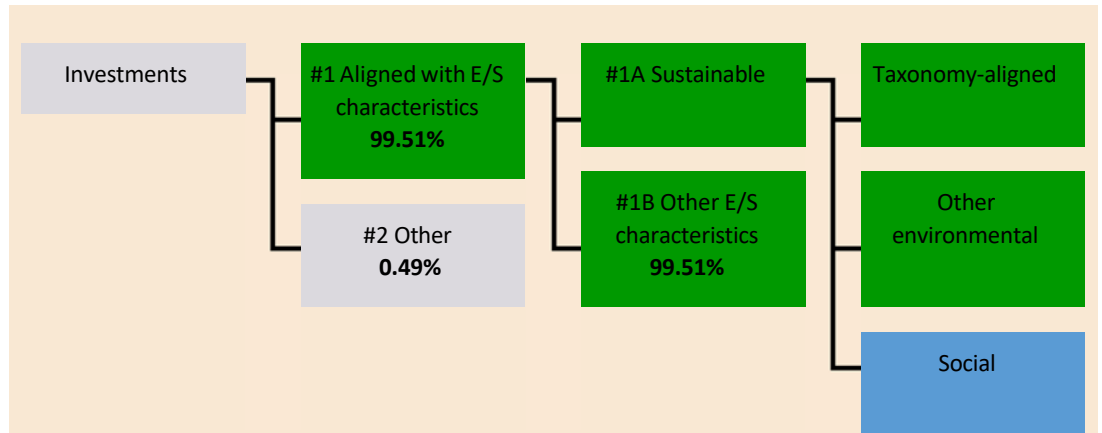 Investments
#1 Aligned with E/S
characteristics
99.51%
#2 Other
0.49%
#1A Sustainable
#1B Other E/S
characteristics
99.51%
Taxonomy-aligned
Other
environmental
Social